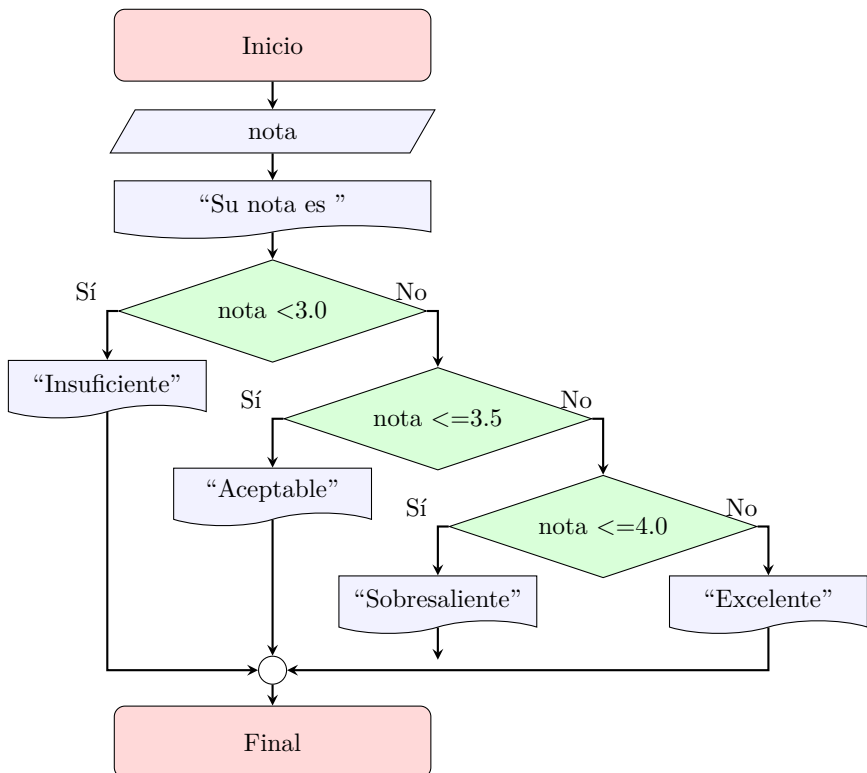 Inicio
nota
“Su nota es ”
nota <3.0
Sí
No
“Insuficiente”
nota <=3.5
Sí
No
“Aceptable”
nota <=4.0
Sí
No
“Sobresaliente”
“Excelente”
Final